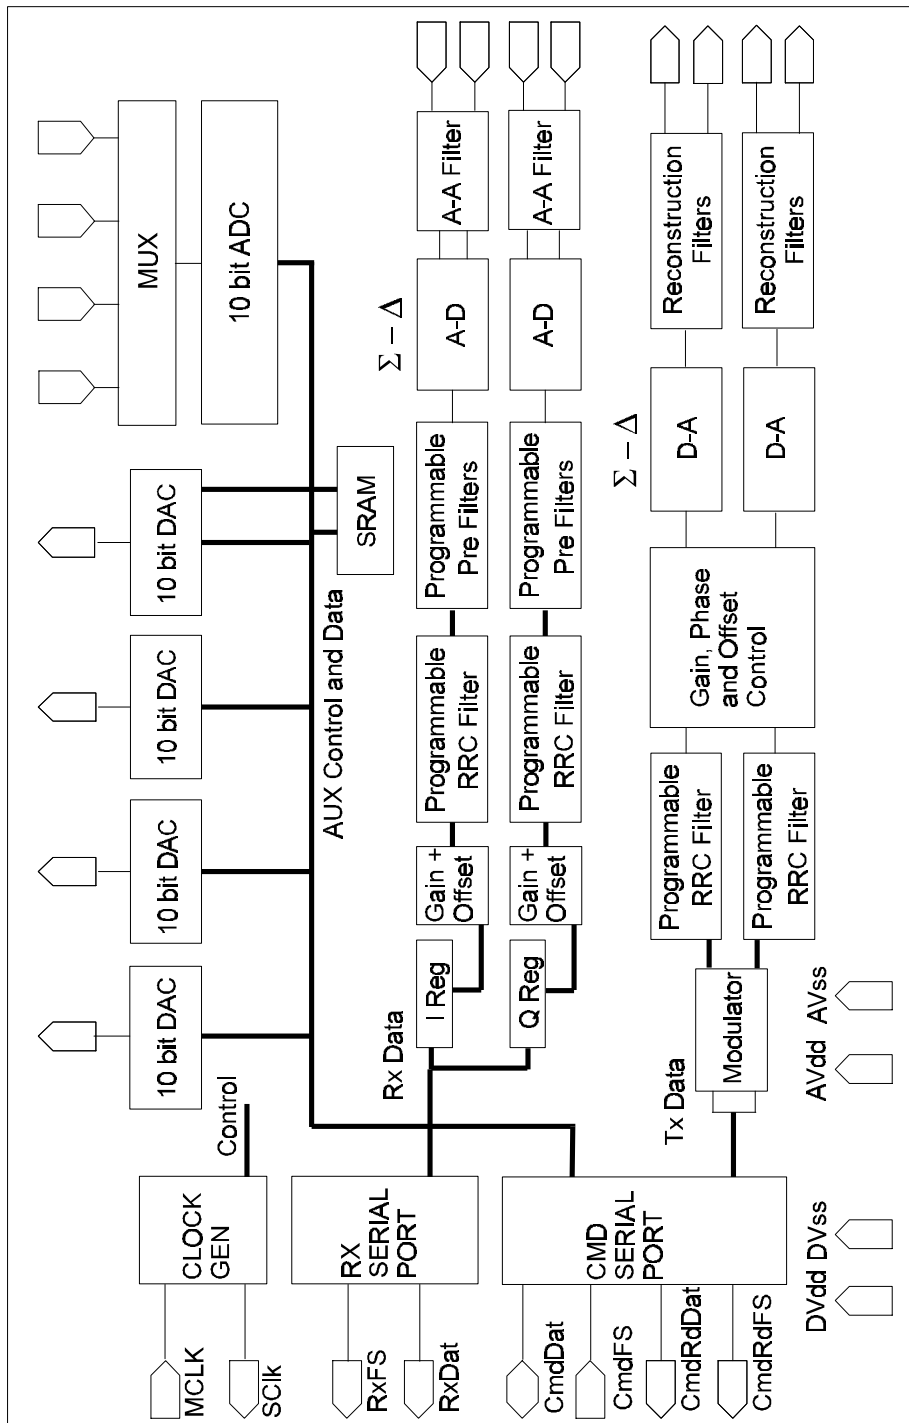 MCLK
SClk
CLOCK
GEN
Control
10 bit DAC
10 bit DAC
10 bit DAC
10 bit DAC
MUX
10 bit ADC
RxFS
RxDat
RX
SERIAL
PORT
AUX Control and Data
SRAM
Rx Data
I Reg
Gain +
Offset
Programmable
RRC Filter
Programmable
Pre Filters
Σ – Δ
A-D
A-A Filter
Q Reg
Gain +
Offset
Programmable
RRC Filter
Programmable
Pre Filters
A-D
A-A Filter
CmdDat
CmdFS
CmdRdDat
CmdRdFS
CMD
SERIAL
PORT
Tx Data
Modulator
Programmable
RRC Filter
Programmable
RRC Filter
Gain, Phase
and Offset
Control
Σ – Δ
D-A
Reconstruction
Filters
D-A
Reconstruction
Filters
DVdd
DVss
AVdd
AVss